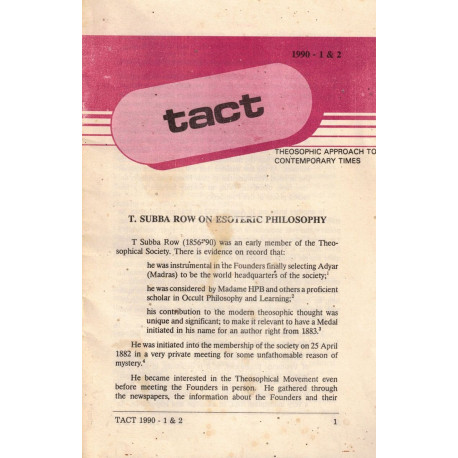 1990 - 1 & 2
tact
THEOSOPHIC APPROACH TO
CONTEMPORARY TIMES
T. SUBBA ROW ON ESOTERIC PHILOSOPHY
T Subba Row (1856-90) was an early member of the Theo-
sophical Society. There is evidence on record that:
he was instrumental in the Founders finally selecting Adyar
(Madras) to be the world headquarters of the society;1
he was considered by Madame HPB and others a proficient
scholar in Occult Philosophy and Learning;2
his contribution to the modern theosophic thought was
unique and significant; to make it relevant to have a Medal
initiated in his name for an author right from 1883.3
He was initiated into the membership of the society on 25 April
1882 in a very private meeting for some unfathomable reason of
mystery.4
He became interested in the Theosophical Movement even
before meeting the Founders in person. He gathered through
the newspapers, the information about the Founders and their
TACT 1990 - 1 & 2 1